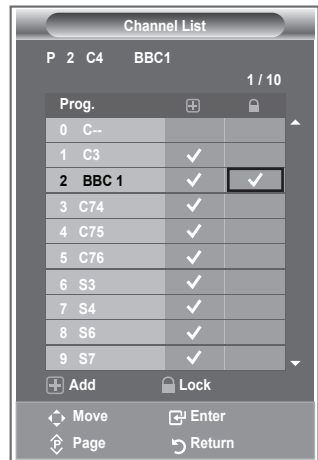 Channel List
P 2 C4 BBC1
1 / 10
Prog.
0 C--
1 C3
2 BBC 1
3 C74
4 C75
5 C76
6 S3
7 S4
8 S6
9 S7
Add Lock
Move Enter
P Page Return